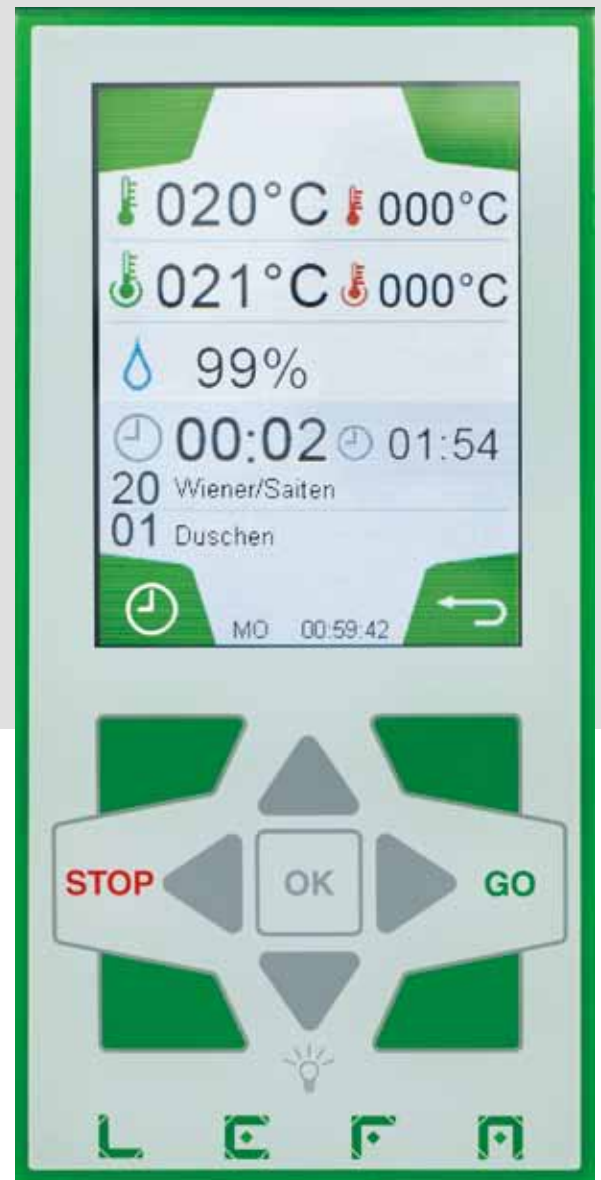 020°C 000°C
021°C 000°C
99%
00:02 01:54
20 Wiener/Saiten
01 Duschen
MO 00:59:42
STOP OK GO
LEFA